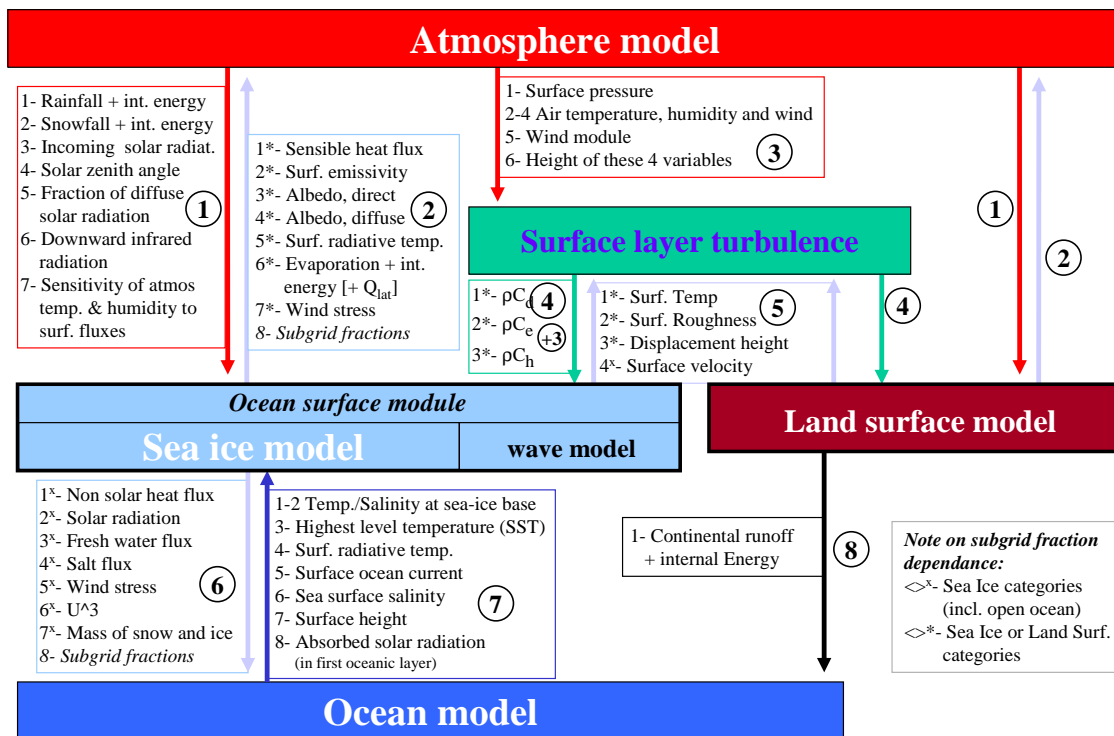 Atmosphere model
1- Rainfall + int. energy
2- Snowfall + int. energy
3- Incoming solar radiat.
4- Solar zenith angle
5- Fraction of diffuse
solar radiation
6- Downward infrared
radiation
7- Sensitivity of atmos
temp. & humidity to
surf. fluxes
1
1*- Sensible heat flux
2*- Surf. emissivity
3*- Albedo, direct
4*- Albedo, diffuse
5*- Surf. radiative temp.
6*- Evaporation + int.
energy [+ Qlat]
7*- Wind stress
8- Subgrid fractions
2
1- Surface pressure
2-4 Air temperature, humidity and wind
5- Wind module
6- Height of these 4 variables
3
1
2
Surface layer turbulence
1*- ρCd
2*- ρCe
3*- ρCh
4
+3
1*- Surf. Temp
2*- Surf. Roughness
3*- Displacement height
4x- Surface velocity
5
4
Ocean surface module
Sea ice model
wave model
Land surface model
1x- Non solar heat flux
2x- Solar radiation
3x- Fresh water flux
4x- Salt flux
5x- Wind stress
6x- U^3
7x- Mass of snow and ice
8- Subgrid fractions
6
1-2 Temp./Salinity at sea-ice base
3- Highest level temperature (SST)
4- Surf. radiative temp.
5- Surface ocean current
6- Sea surface salinity
7- Surface height
8- Absorbed solar radiation
(in first oceanic layer)
7
1- Continental runoff
+ internal Energy
8
Note on subgrid fraction
dependance:
<>x- Sea Ice categories
(incl. open ocean)
<>*- Sea Ice or Land Surf.
categories
Ocean model